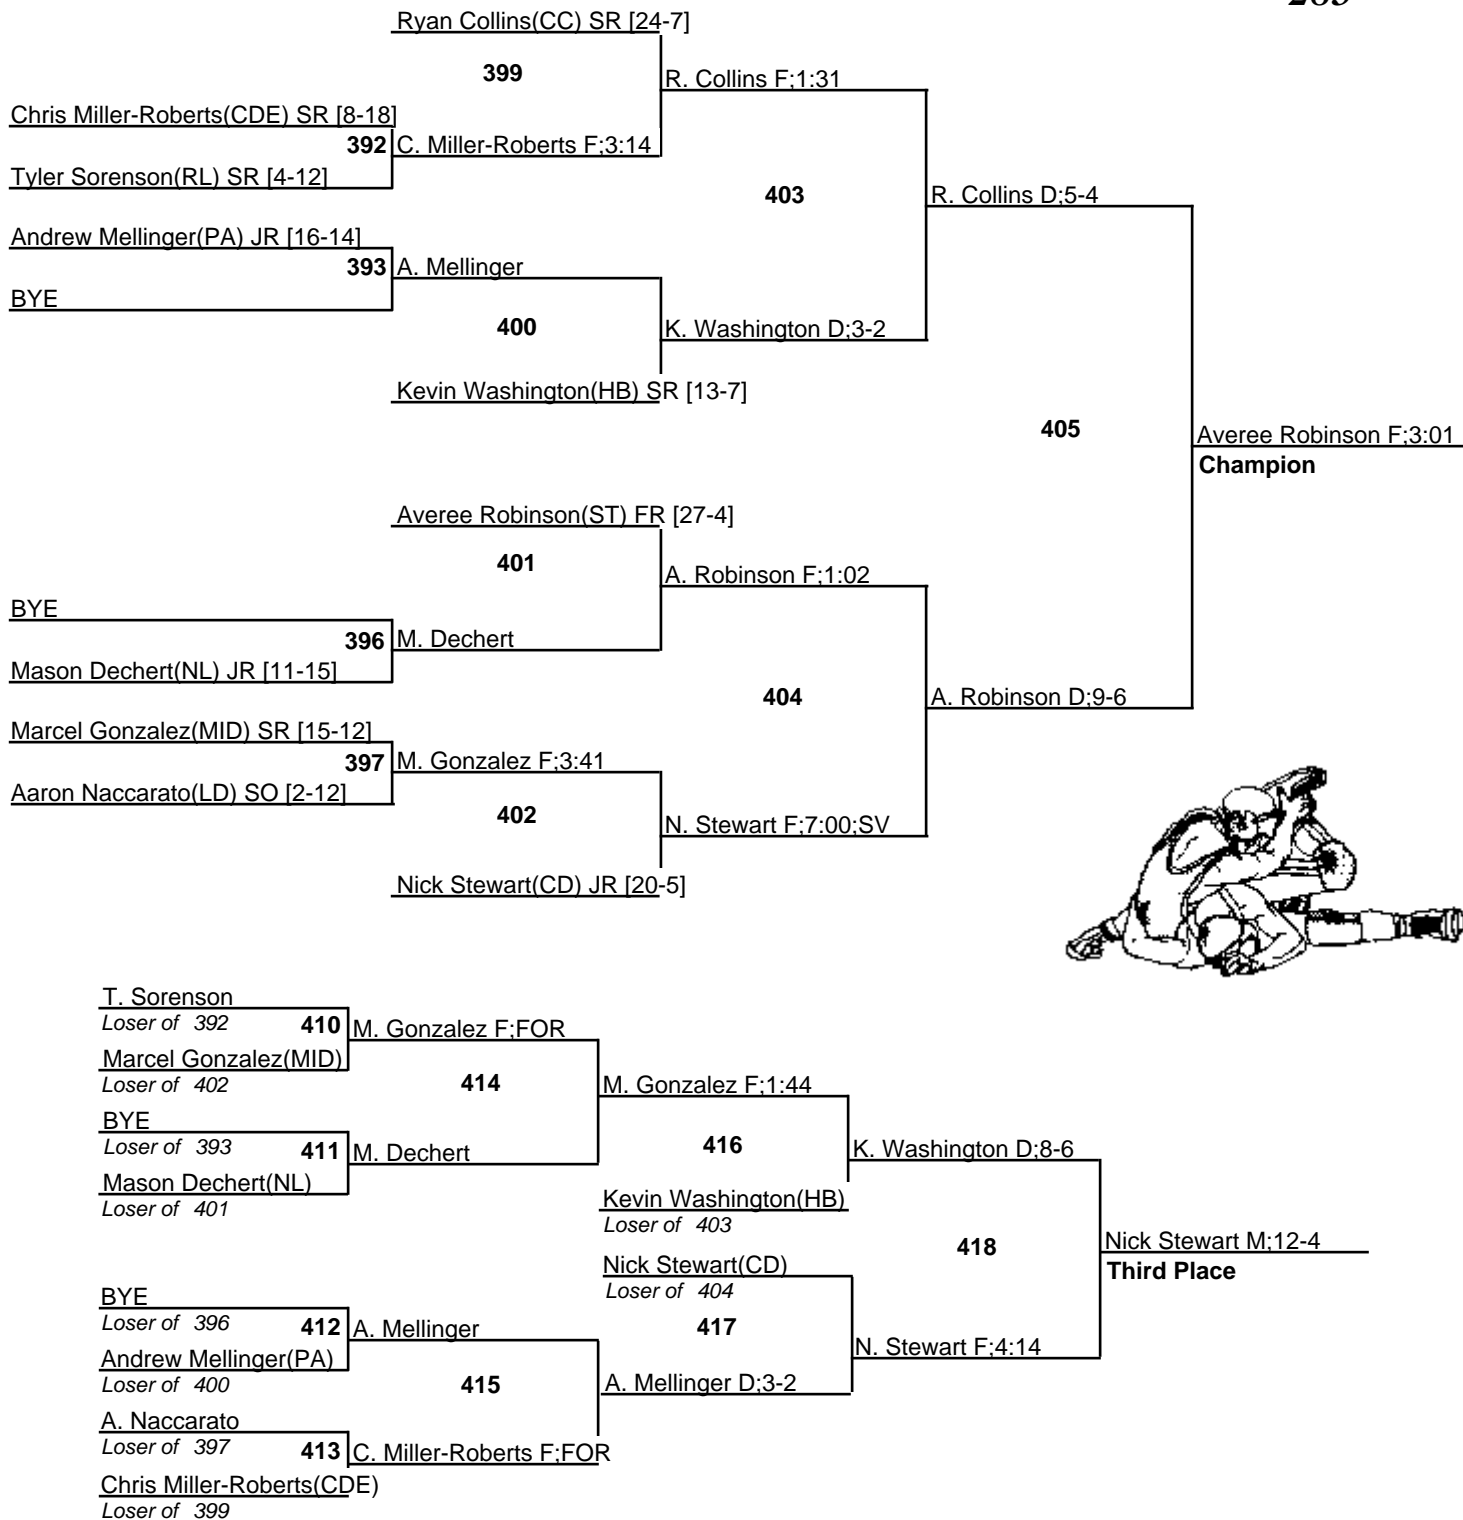 Ryan Collins(CC) SR [24-7]
399
R. Collins F;1:31
Chris Miller-Roberts(CDE) SR [8-18]
392
C. Miller-Roberts F;3:14
Tyler Sorenson(RL) SR [4-12]
403
R. Collins D;5-4
Andrew Mellinger(PA) JR [16-14]
393
A. Mellinger
BYE
400
K. Washington D;3-2
Kevin Washington(HB) SR [13-7]
405
Averee Robinson F;3:01
Champion
Averee Robinson(ST) FR [27-4]
401
A. Robinson F;1:02
BYE
396
M. Dechert
Mason Dechert(NL) JR [11-15]
404
A. Robinson D;9-6
Marcel Gonzalez(MID) SR [15-12]
397
M. Gonzalez F;3:41
Aaron Naccarato(LD) SO [2-12]
402
N. Stewart F;7:00;SV
Nick Stewart(CD) JR [20-5]
T. Sorenson
Loser of 392
410
M. Gonzalez F;FOR
Marcel Gonzalez(MID)
Loser of 402
414
M. Gonzalez F;1:44
BYE
Loser of 393
411
M. Dechert
416
K. Washington D;8-6
Mason Dechert(NL)
Loser of 401
Kevin Washington(HB)
Loser of 403
418
Nick Stewart M;12-4
Third Place
Nick Stewart(CD)
Loser of 404
BYE
Loser of 396
412
A. Mellinger
417
N. Stewart F;4:14
Andrew Mellinger(PA)
Loser of 400
415
A. Mellinger D;3-2
A. Naccarato
Loser of 397
413
C. Miller-Roberts F;FOR
Chris Miller-Roberts(CDE)
Loser of 399